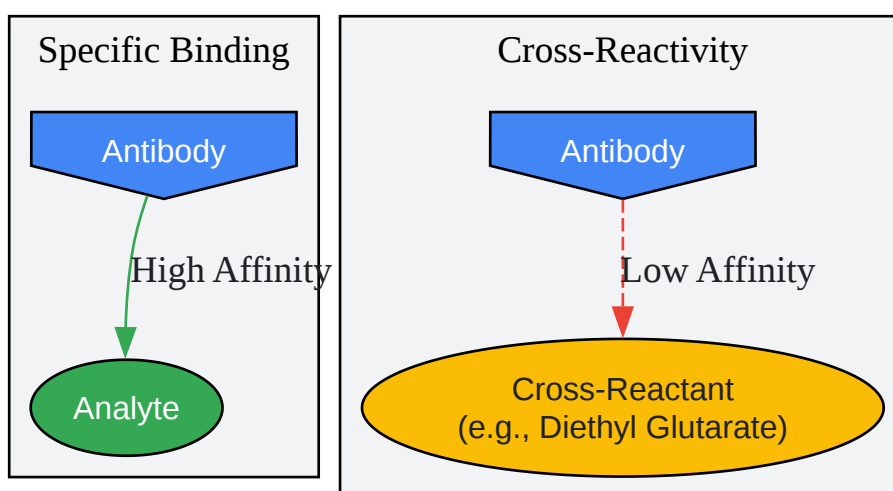 Specific Binding
Antibody
High Affinity
Analyte
Cross-Reactivity
Antibody
Low Affinity
Cross-Reactant
(e.g., Diethyl Glutarate)